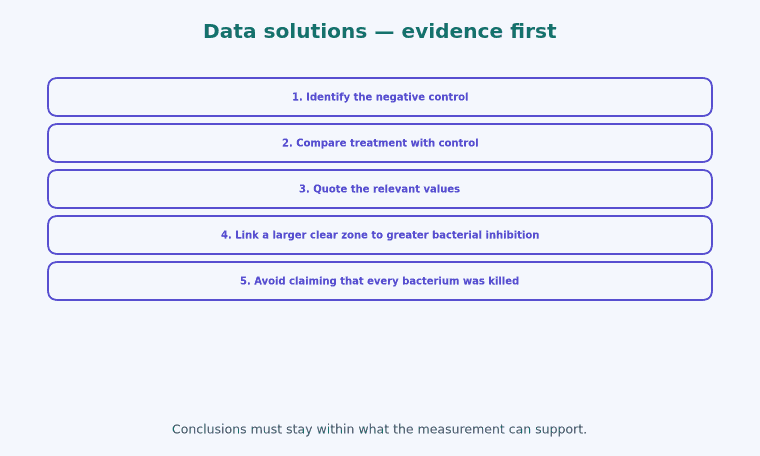 Data solutions — evidence first
1. Identify the negative control
2. Compare treatment with control
3. Quote the relevant values
4. Link a larger clear zone to greater bacterial inhibition
5. Avoid claiming that every bacterium was killed
Conclusions must stay within what the measurement can support.